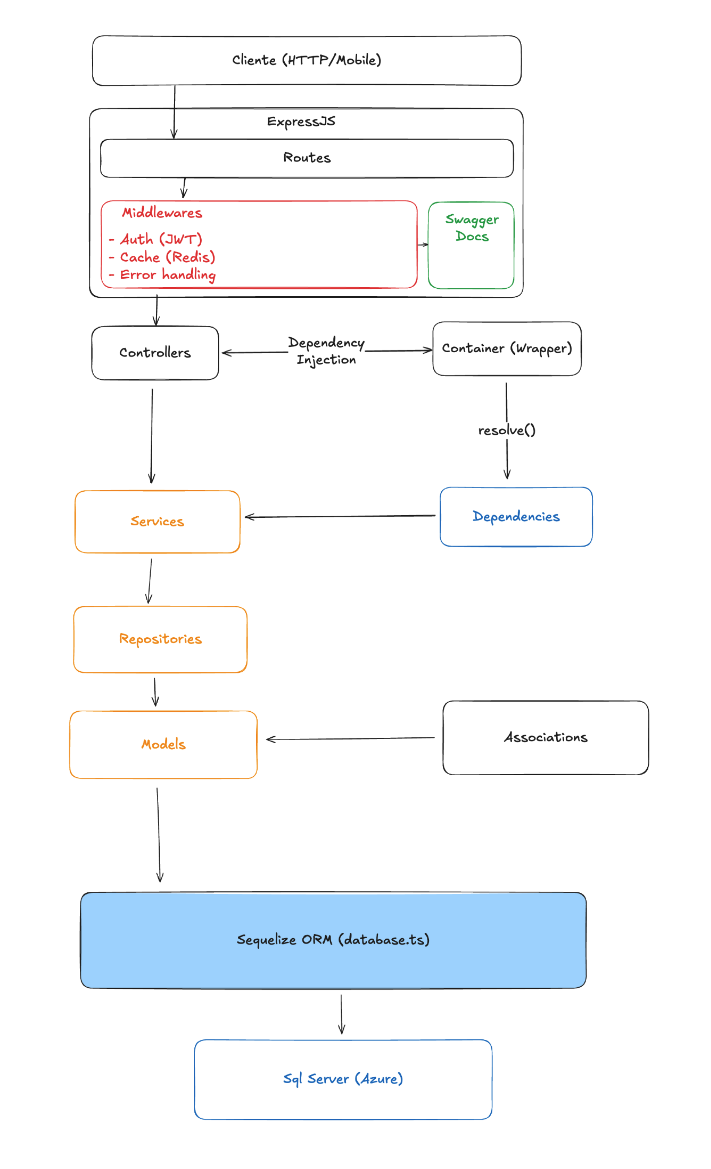 Cliente (HTTP/Mobile)
ExpressJS
Routes
Middlewares
- Auth (JWT)
- Cache (Redis)
- Error handling
Swagger
Docs
Controllers
Dependency
Injection
Container (Wrapper)
resolve()
Services
Dependencies
Repositories
Models
Associations
Sequelize ORM (database.ts)
Sql Server (Azure)